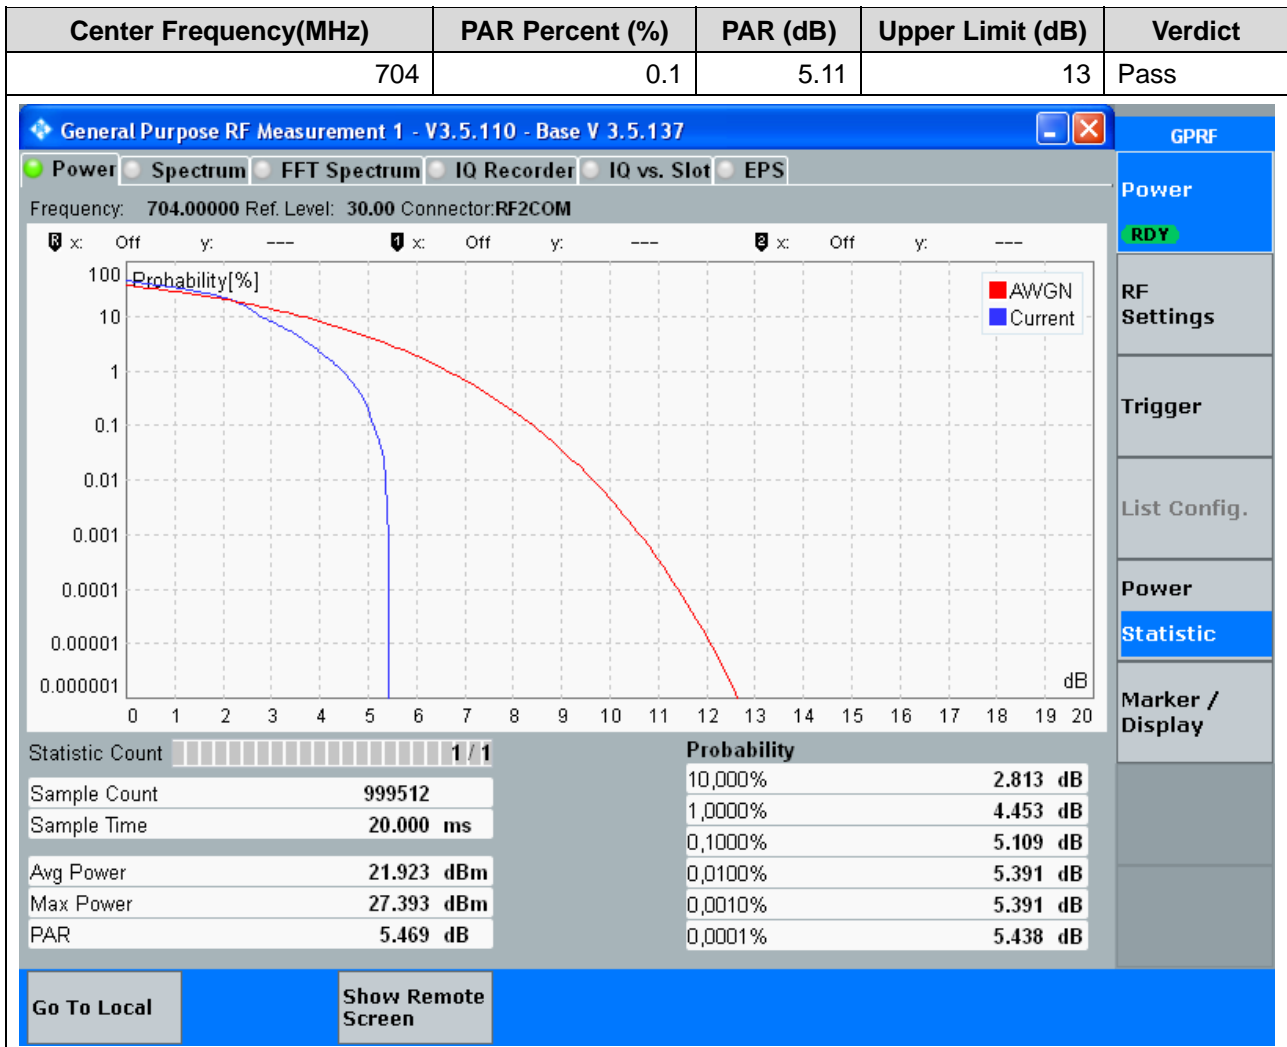 Center Frequency(MHz) PAR Percent (%) PAR (dB) Upper Limit (dB) Verdict
704 0.1 5.11 13 Pass
General Purpose RF Measurement 1 - V3.5.110 - Base V 3.5.137
GPRF
Power Spectrum FFT Spectrum IQ Recorder IQ vs. Slot EPS
Frequency: 704.00000 Ref. Level: 30.00 Connector:RF2COM
R x: Off y: --- 1 x: Off y: --- 2 x: Off y: ---
Power
RDY
RF
Settings
Trigger
List Config.
Power
Statistic
Marker /
Display
Probability[%]
AWGN
Current
100
10
1
0.1
0.01
0.001
0.0001
0.00001
0.000001
dB
0 1 2 3 4 5 6 7 8 9 10 11 12 13 14 15 16 17 18 19 20
Statistic Count 1 / 1
Sample Count 999512
Sample Time 20.000 ms
Avg Power 21.923 dBm
Max Power 27.393 dBm
PAR 5.469 dB
Probability
10,000% 2.813 dB
1,0000% 4.453 dB
0,1000% 5.109 dB
0,0100% 5.391 dB
0,0010% 5.391 dB
0,0001% 5.438 dB
Go To Local
Show Remote
Screen